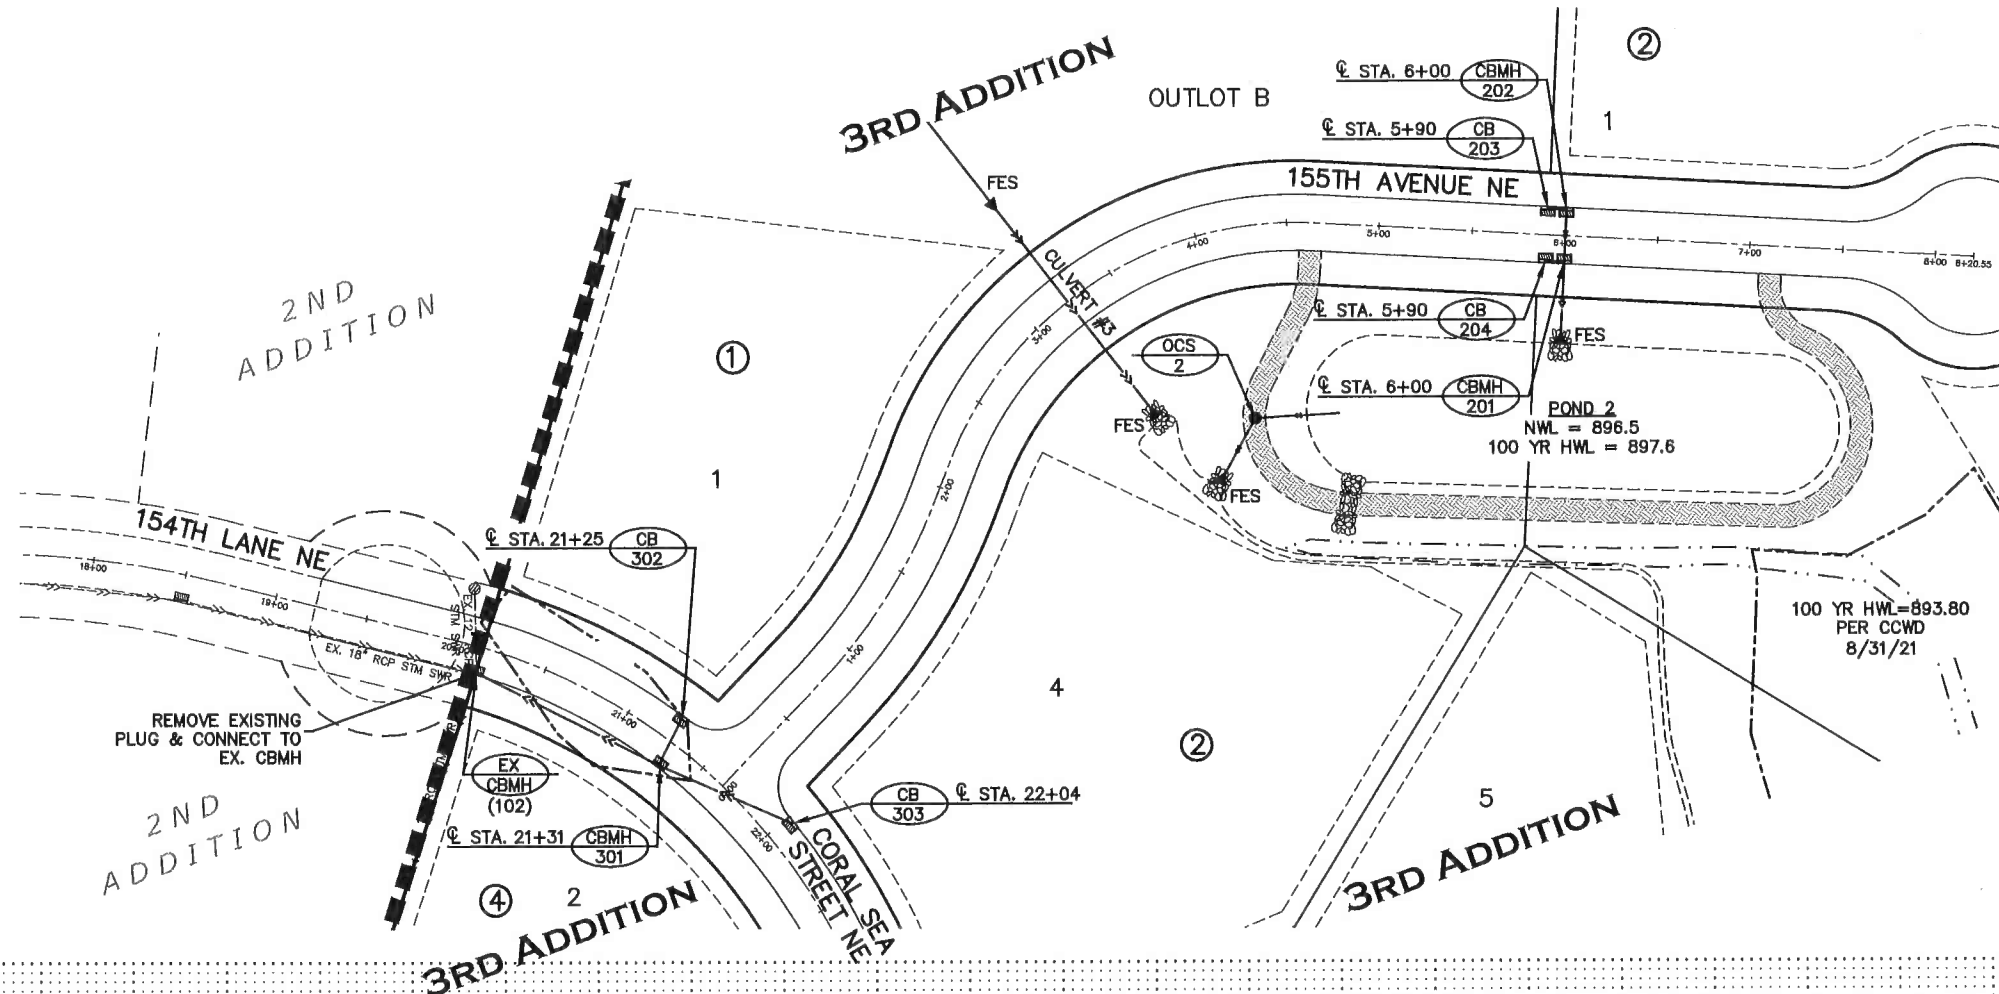 3RD ADDITION
OUTLOT B
2
1
℄ STA. 6+00
CBMH
202
℄ STA. 5+90
CB
203
155TH AVENUE NE
FES
CULVERT #3
3+00
4+00
5+00
6+00
7+00
8+00
8+20.55
℄ STA. 5+90
CB
204
FES
OCS
2
℄ STA. 6+00
CBMH
201
POND 2
NWL = 896.5
100 YR HWL = 897.6
FES
FES
2ND
ADDITION
1
1
154TH LANE NE
℄ STA. 21+25
CB
302
18+00
19+00
EX. 18" RCP STM SWR
2+00
1+00
21+00
22+00
REMOVE EXISTING
PLUG & CONNECT TO
EX. CBMH
EX
CBMH
(102)
℄ STA. 21+31
CBMH
301
CB
303
℄ STA. 22+04
CORAL SEA
STREET NE
4
2
5
100 YR HWL=893.80
PER CCWD
8/31/21
2ND
ADDITION
4
2
3RD ADDITION
3RD ADDITION